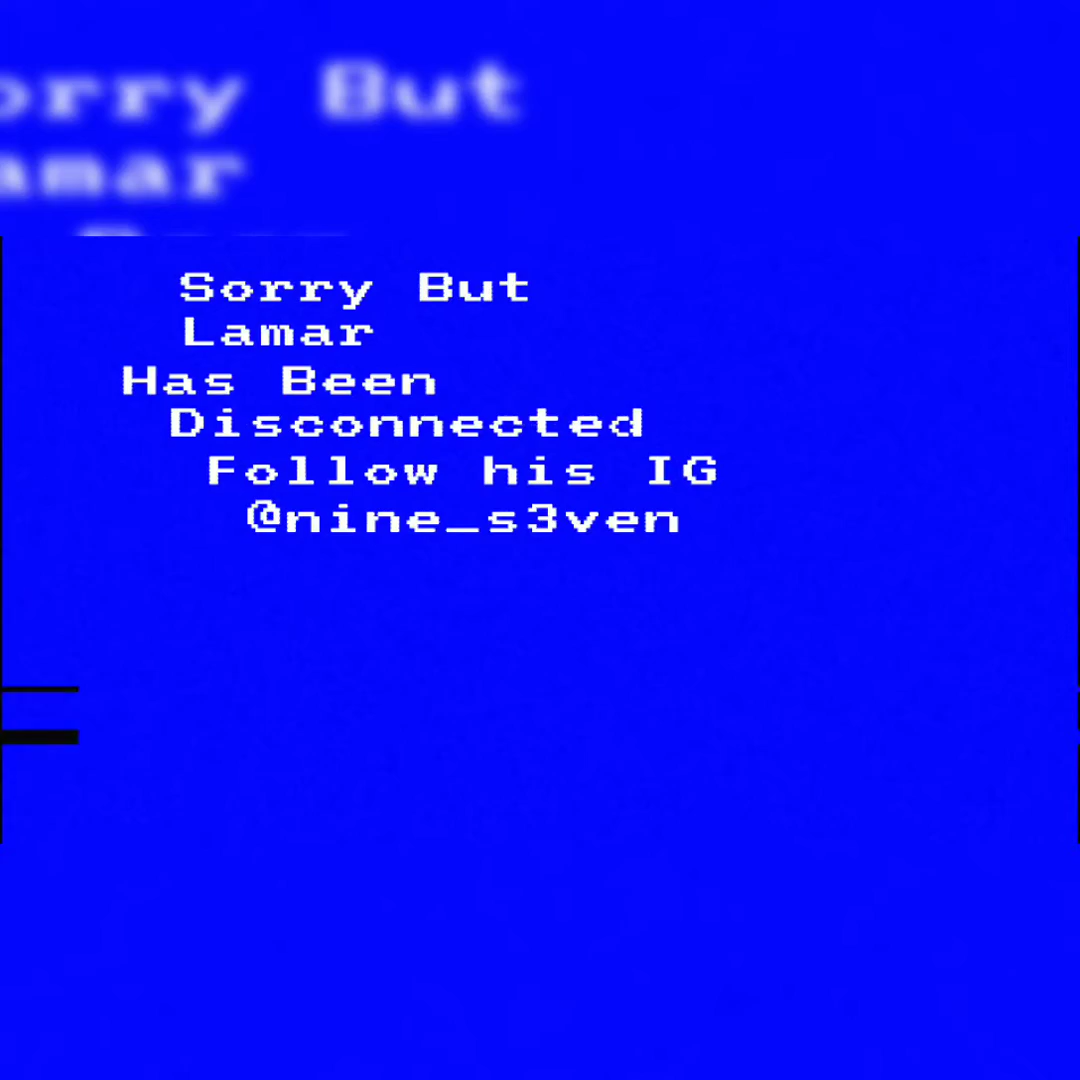 Sorry But
Lamar
Has Been
Disconnected
Follow his IG
@nine_s3ven